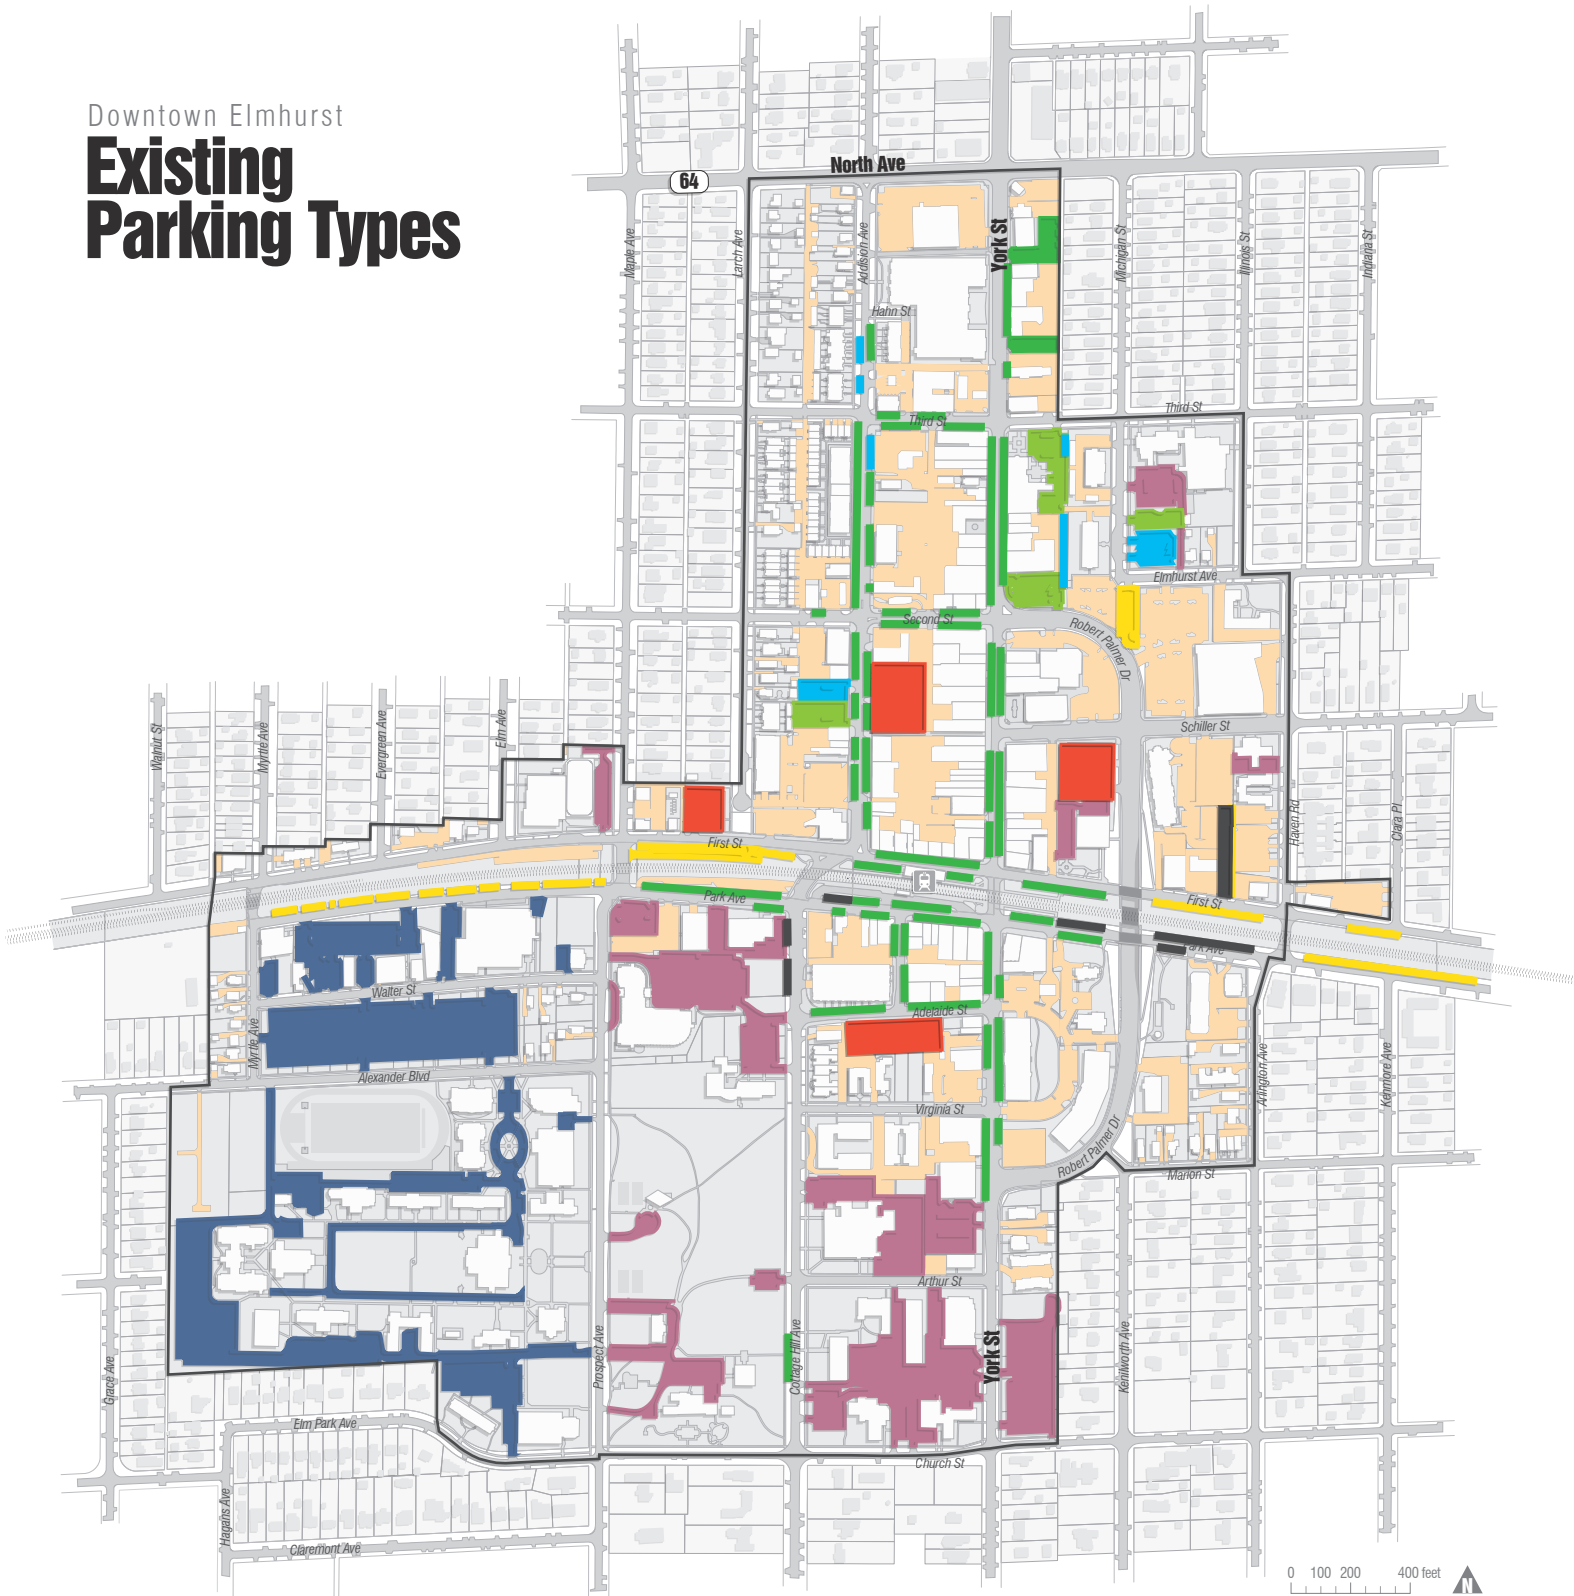 Downtown Elmhurst
Existing
Parking Types
North Ave
64
York St
Maple Ave
Larch Ave
Addision Ave
Michigan St
Illinois St
Indiana St
Hahn St
Third St
Third St
Elmhurst Ave
Second St
Robert Palmer Dr
Schiller St
Walnut St
Myrtle Ave
Evergreen Ave
Elm Ave
Haven Rd
Clara Pl
First St
Park Ave
First St
Park Ave
Walter St
Adelaide St
Myrtle Ave
Alexander Blvd
Arlington Ave
Kenmore Ave
Virginia St
Robert Palmer Dr
Marion St
Arthur St
Grace Ave
Prospect Ave
Cottage Hill Ave
York St
Kenilworth Ave
Elm Park Ave
Church St
Hagans Ave
Claremont Ave
0 100 200 400 feet
N